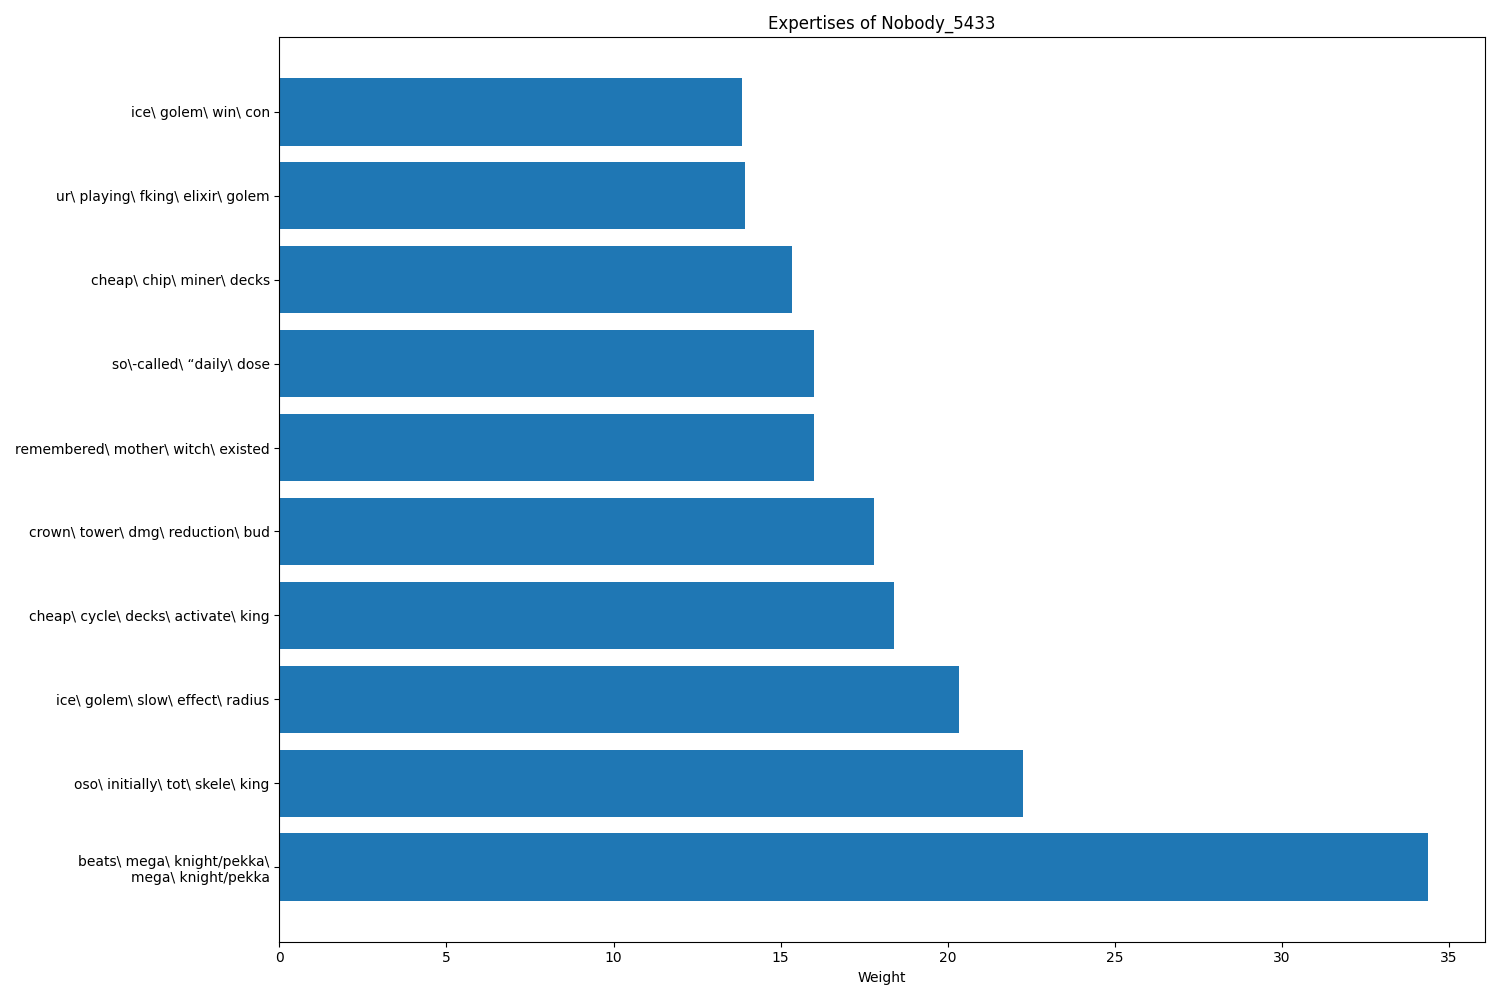 Expertises of Nobody_5433
ice\ golem\ win\ con
ur\ playing\ fking\ elixir\ golem
cheap\ chip\ miner\ decks
so\-called\ “daily\ dose
remembered\ mother\ witch\ existed
crown\ tower\ dmg\ reduction\ bud
cheap\ cycle\ decks\ activate\ king
ice\ golem\ slow\ effect\ radius
oso\ initially\ tot\ skele\ king
beats\ mega\ knight/pekka\
mega\ knight/pekka
0 5 10 15 20 25 30 35
Weight